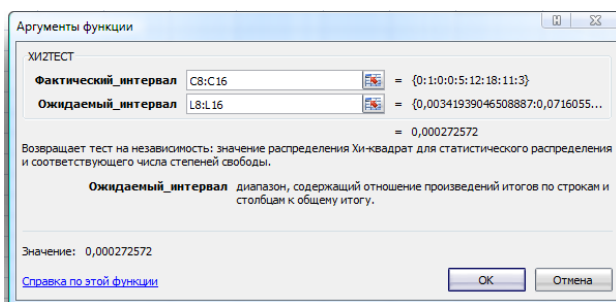 Аргументы функции
ХИ2ТЕСТ
Фактический_интервал C8:C16 = {0:1:0:0:5:12:18:11:3}
Ожидаемый_интервал L8:L16 = {0,00341939046508887:0,0716055...
= 0,000272572
Возвращает тест на независимость: значение распределения Хи-квадрат для статистического распределения
и соответствующего числа степеней свободы.
Ожидаемый_интервал диапазон, содержащий отношение произведений итогов по строкам и
столбцам к общему итогу.
Значение: 0,000272572
Справка по этой функции OK Отмена